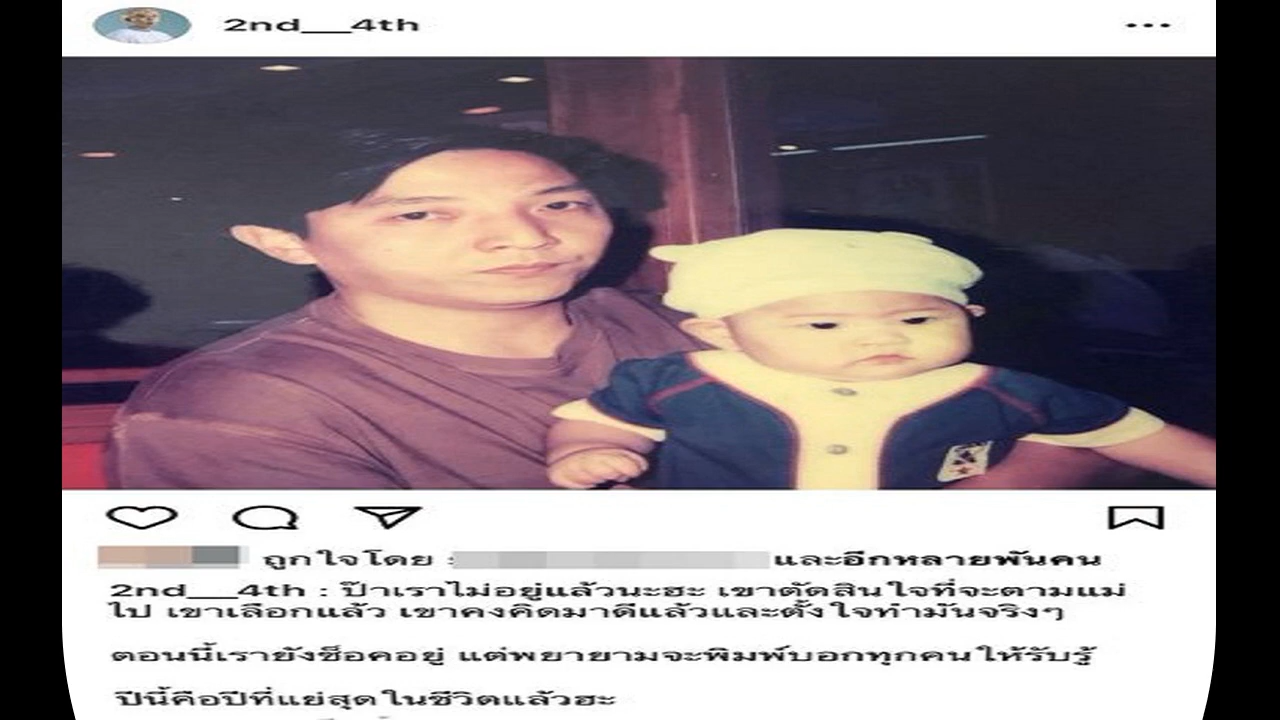 2nd__4th
ถูกใจโดย :
และอีกหลายพันคน
2nd__4th : ป๊าเราไม่อยู่แล้วนะฮะ เขาตัดสินใจที่จะตามแม่
ไป เขาเลือกแล้ว เขาคงคิดมาดีแล้วและตั้งใจทำมันจริงๆ
ตอนนี้เรายังช็อคอยู่ แต่พยายามจะพิมพ์บอกทุกคนให้รับรู้
ปีนี้คือปีที่แย่สุดในชีวิตแล้วฮะ